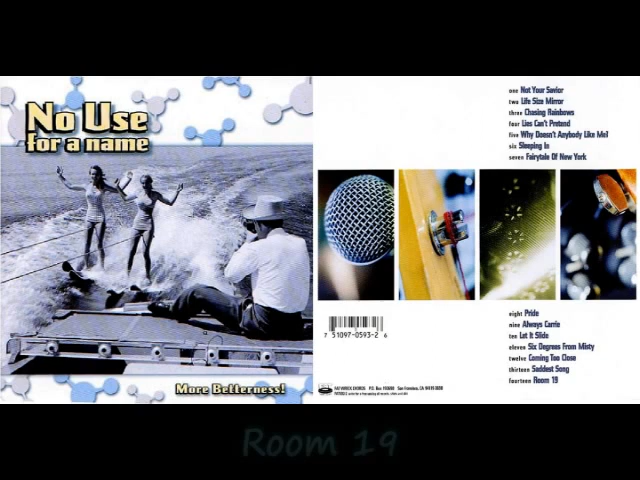 No Use
for a name
More Betterness!
one Not Your Savior
two Life Size Mirror
three Chasing Rainbows
four Lies Can't Pretend
five Why Doesn't Anybody Like Me?
six Sleeping In
seven Fairytale Of New York
7 51097-0593-2 6
eight Pride
nine Always Carrie
ten Let It Slide
eleven Six Degrees From Misty
twelve Coming Too Close
thirteen Saddest Song
fourteen Room 19
Room 19